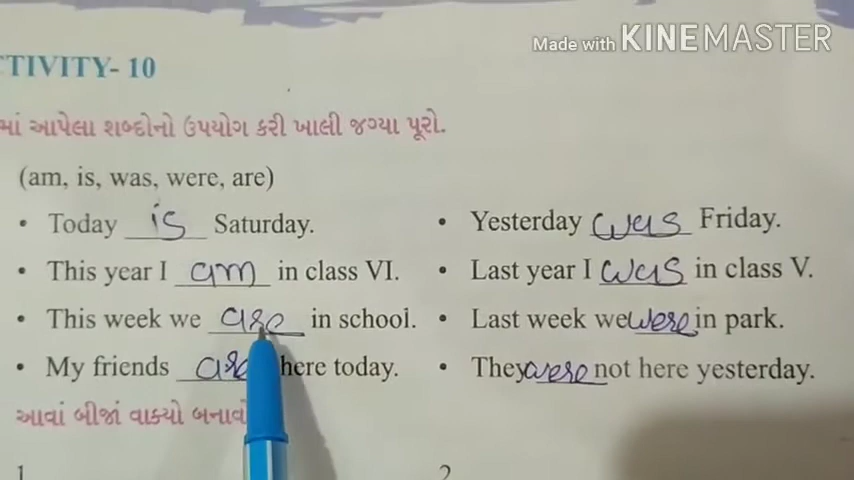 Made with KINEMASTER
CTIVITY- 10
માં આપેલા શબ્દોનો ઉપયોગ કરી ખાલી જગ્યા પૂરો.
(am, is, was, were, are)
• Today is Saturday.
• This year I am in class VI.
• This week we are in school.
• My friends are here today.
• Yesterday was Friday.
• Last year I was in class V.
• Last week we were in park.
• They were not here yesterday.
આવાં બીજાં વાક્યો બનાવો
1
2